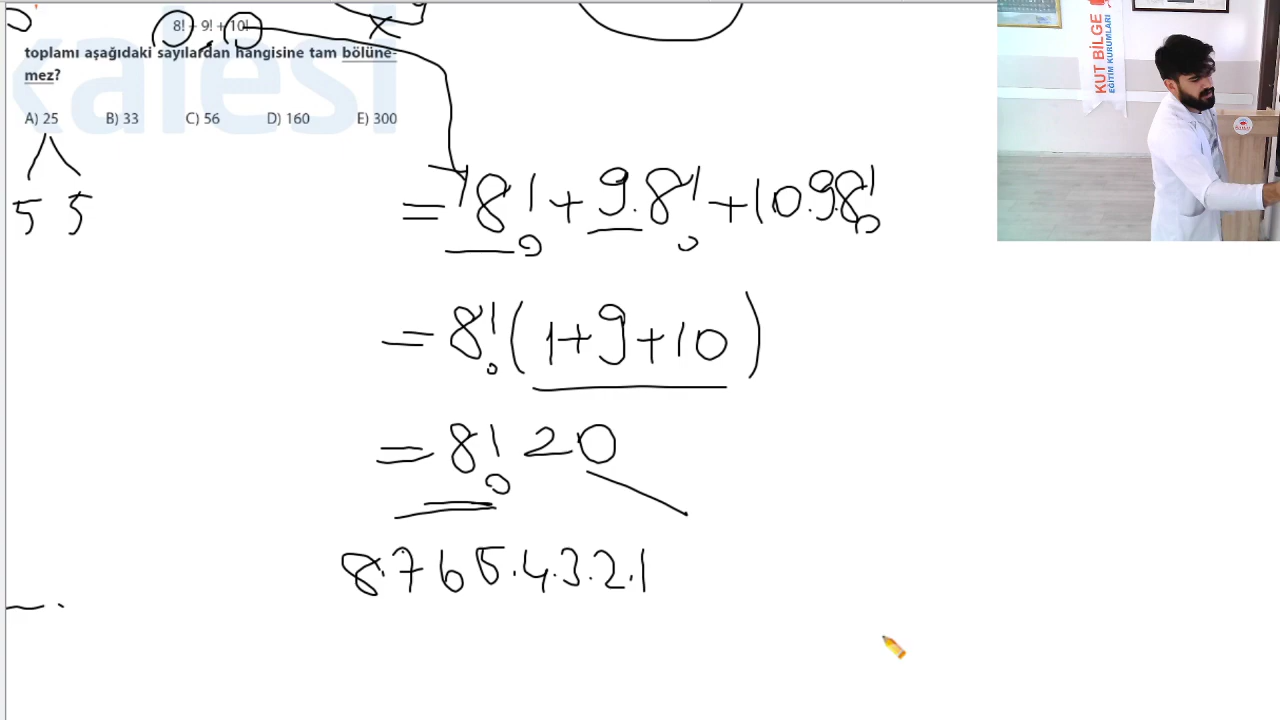 8! + 9! + 10!
toplamı aşağıdaki sayılardan hangisine tam bölüne-
mez?
A) 25 B) 33 C) 56 D) 160 E) 300
5 5
= 8! + 9.8! + 10.9.8!
= 8! (1+9+10)
= 8! 20
8.7 6 5.4.3.2.1
kalesi
KUT BİLGE
EĞİTİM KURUMLARI